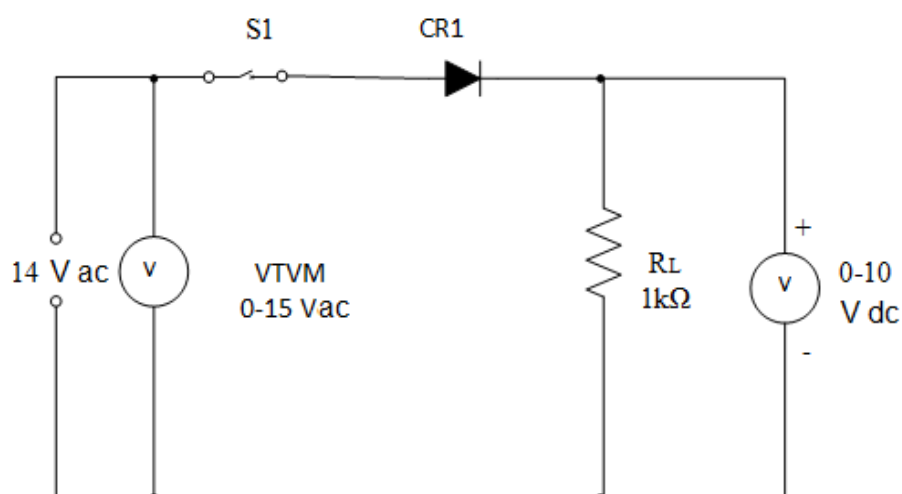 S1
CR1
14 V ac
V
VTVM
0-15 Vac
RL
1kΩ
+
V
-
0-10
V dc